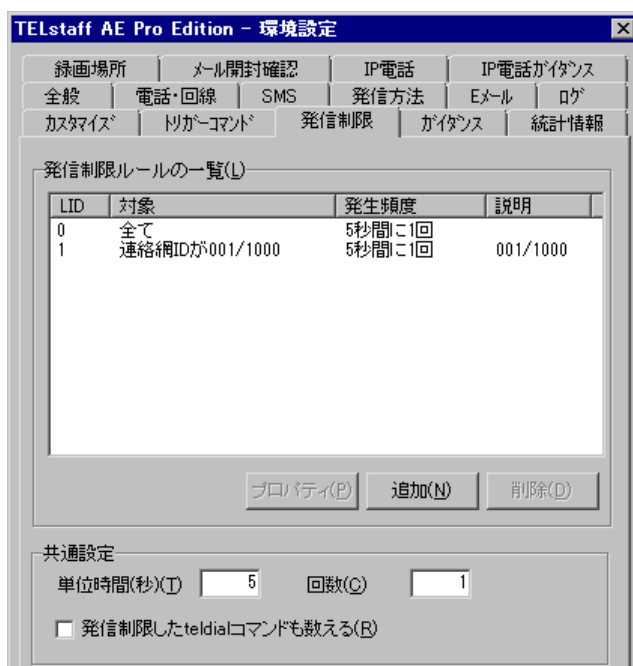 TELstaff AE Pro Edition - 環境設定
録画場所 メール開封確認 IP電話 IP電話ガイダンス
全般 電話・回線 SMS 発信方法 Eメール ログ
カスタマイズ トリガーコマンド 発信制限 ガイダンス 統計情報
発信制限ルールの一覧(L)
LID 対象 発生頻度 説明
0 全て 5秒間に1回
1 連絡網IDが001/1000 5秒間に1回 001/1000
プロパティ(P) 追加(N) 削除(D)
共通設定
単位時間(秒)(T) 5 回数(C) 1
発信制限したteldialコマンドも数える(R)